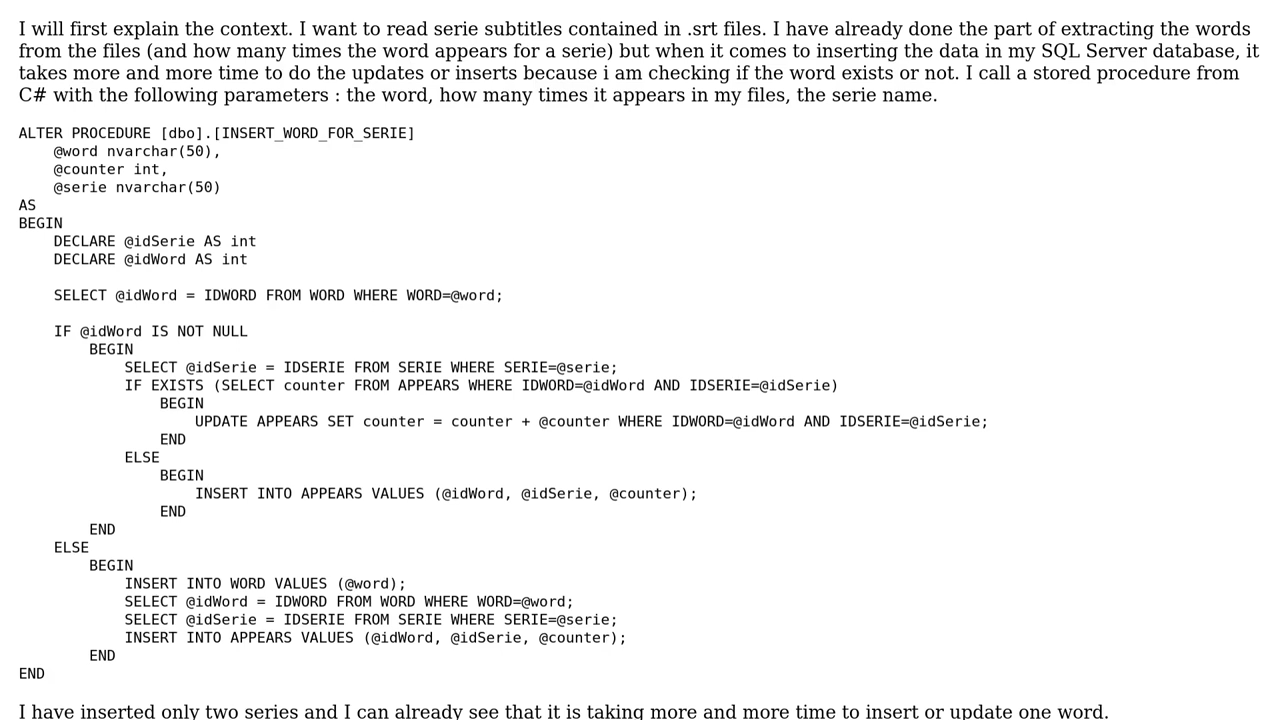 I will first explain the context. I want to read serie subtitles contained in .srt files. I have already done the part of extracting the words
from the files (and how many times the word appears for a serie) but when it comes to inserting the data in my SQL Server database, it
takes more and more time to do the updates or inserts because i am checking if the word exists or not. I call a stored procedure from
C# with the following parameters : the word, how many times it appears in my files, the serie name.
ALTER PROCEDURE [dbo].[INSERT_WORD_FOR_SERIE]
    @word nvarchar(50),
    @counter int,
    @serie nvarchar(50)
AS
BEGIN
    DECLARE @idSerie AS int
    DECLARE @idWord AS int
    SELECT @idWord = IDWORD FROM WORD WHERE WORD=@word;
    IF @idWord IS NOT NULL
        BEGIN
            SELECT @idSerie = IDSERIE FROM SERIE WHERE SERIE=@serie;
            IF EXISTS (SELECT counter FROM APPEARS WHERE IDWORD=@idWord AND IDSERIE=@idSerie)
                BEGIN
                    UPDATE APPEARS SET counter = counter + @counter WHERE IDWORD=@idWord AND IDSERIE=@idSerie;
                END
            ELSE
                BEGIN
                    INSERT INTO APPEARS VALUES (@idWord, @idSerie, @counter);
                END
        END
    ELSE
        BEGIN
            INSERT INTO WORD VALUES (@word);
            SELECT @idWord = IDWORD FROM WORD WHERE WORD=@word;
            SELECT @idSerie = IDSERIE FROM SERIE WHERE SERIE=@serie;
            INSERT INTO APPEARS VALUES (@idWord, @idSerie, @counter);
        END
END
I have inserted only two series and I can already see that it is taking more and more time to insert or update one word.